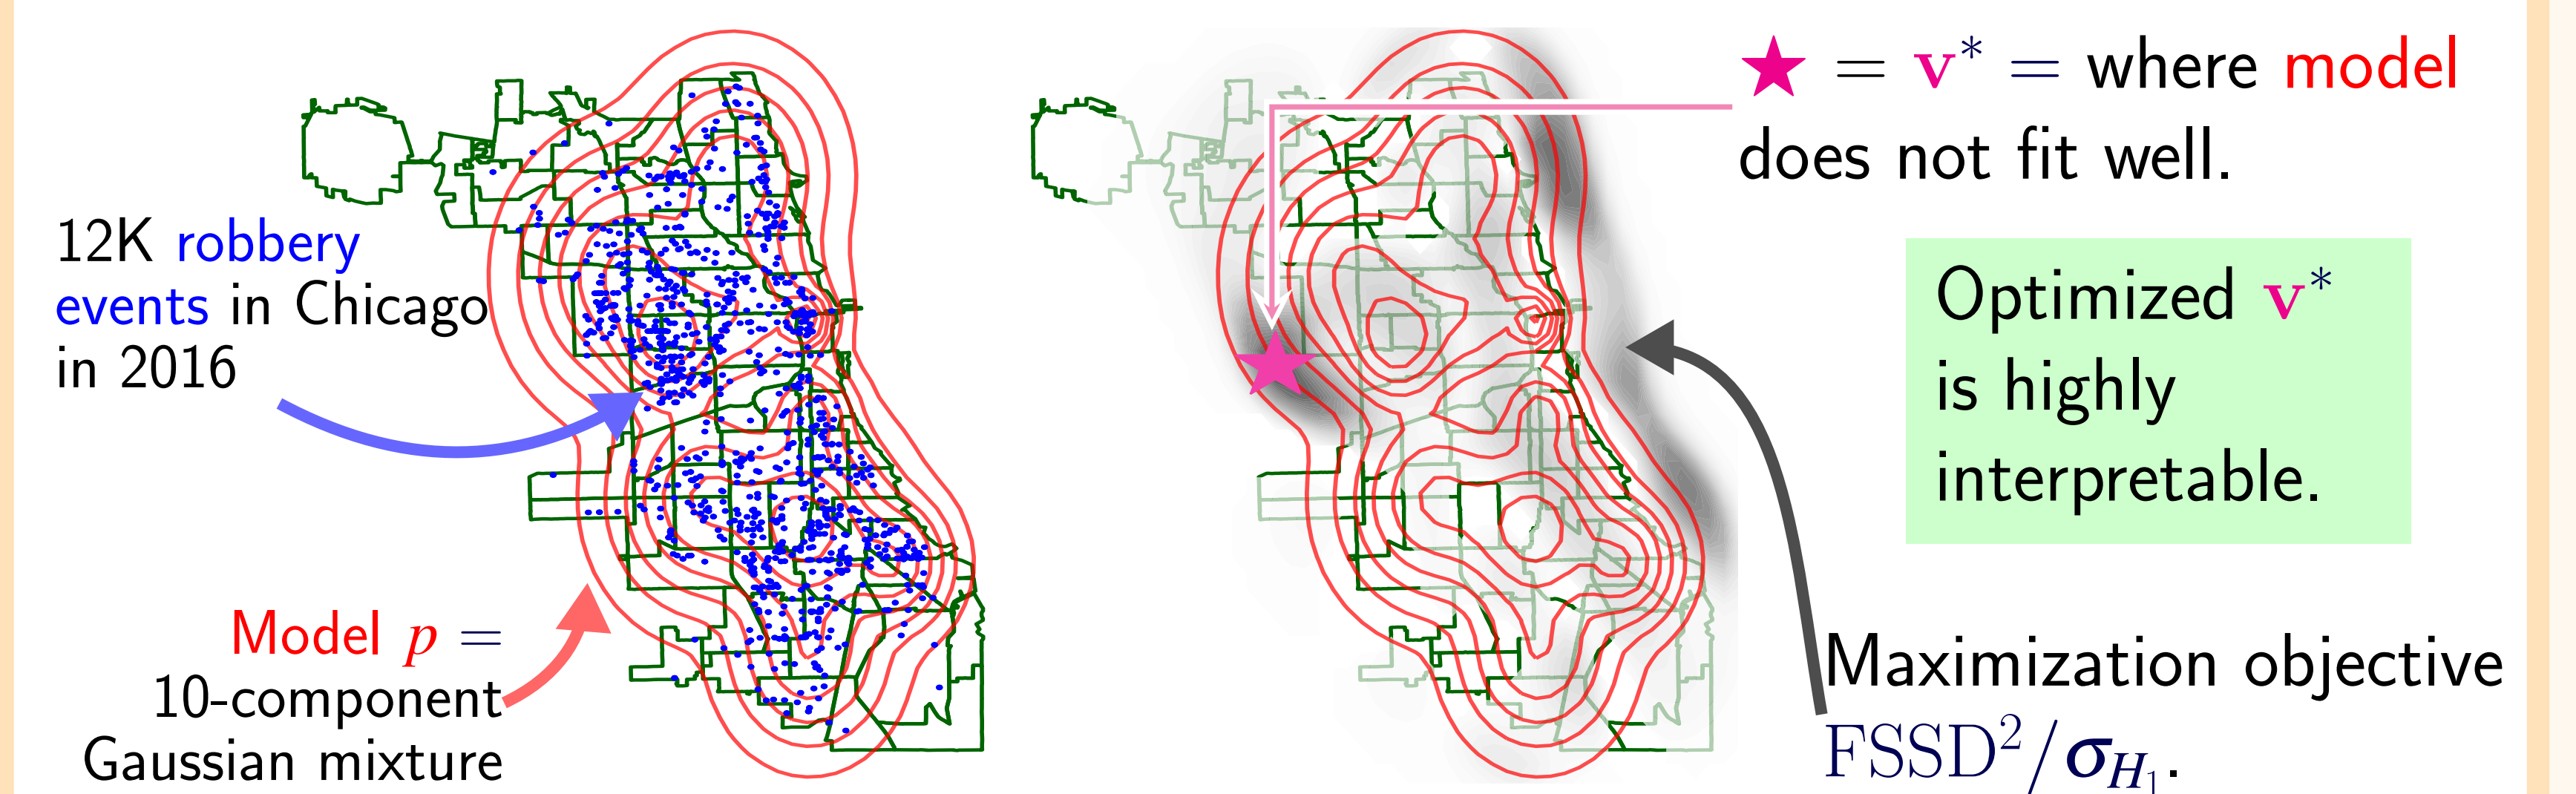 12K robbery
events in Chicago
in 2016
Model p =
10-component
Gaussian mixture
★ = v* = where model
does not fit well.
Optimized v*
is highly
interpretable.
Maximization objective
FSSD²/σ_{H₁}.